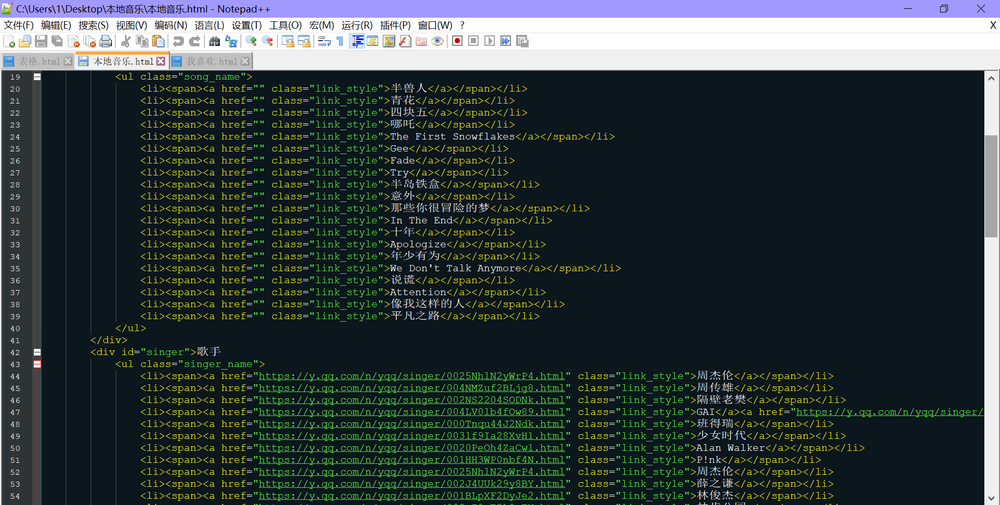 C:\Users\1\Desktop\本地音乐\本地音乐.html - Notepad++
文件(F) 编辑(E) 搜索(S) 视图(V) 编码(N) 语言(L) 设置(T) 工具(O) 宏(M) 运行(R) 插件(P) 窗口(W) ? X
表格.html 本地音乐.html 我喜欢.html
19 <ul class="song_name">
20 <li><span><a href="" class="link_style">半兽人</a></span></li>
21 <li><span><a href="" class="link_style">青花</a></span></li>
22 <li><span><a href="" class="link_style">四块五</a></span></li>
23 <li><span><a href="" class="link_style">哪吒</a></span></li>
24 <li><span><a href="" class="link_style">The First Snowflakes</a></span></li>
25 <li><span><a href="" class="link_style">Gee</a></span></li>
26 <li><span><a href="" class="link_style">Fade</a></span></li>
27 <li><span><a href="" class="link_style">Try</a></span></li>
28 <li><span><a href="" class="link_style">半岛铁盒</a></span></li>
29 <li><span><a href="" class="link_style">意外</a></span></li>
30 <li><span><a href="" class="link_style">那些你很冒险的梦</a></span></li>
31 <li><span><a href="" class="link_style">In The End</a></span></li>
32 <li><span><a href="" class="link_style">十年</a></span></li>
33 <li><span><a href="" class="link_style">Apologize</a></span></li>
34 <li><span><a href="" class="link_style">年少有为</a></span></li>
35 <li><span><a href="" class="link_style">We Don't Talk Anymore</a></span></li>
36 <li><span><a href="" class="link_style">说谎</a></span></li>
37 <li><span><a href="" class="link_style">Attention</a></span></li>
38 <li><span><a href="" class="link_style">像我这样的人</a></span></li>
39 <li><span><a href="" class="link_style">平凡之路</a></span></li>
40 </ul>
41 </div>
42 <div id="singer">歌手
43 <ul class="singer_name">
44 <li><span><a href="https://y.qq.com/n/yqq/singer/0025NhlN2yWrP4.html" class="link_style">周杰伦</a></span></li>
45 <li><span><a href="https://y.qq.com/n/yqq/singer/004NMZuf2BLjg8.html" class="link_style">周传雄</a></span></li>
46 <li><span><a href="https://y.qq.com/n/yqq/singer/002NS2204SODNk.html" class="link_style">隔壁老樊</a></span></li>
47 <li><span><a href="https://y.qq.com/n/yqq/singer/004LV0lb4fOw89.html" class="link_style">GAI</a><a href="https://y.qq.com/n/yqq/singer/
48 <li><span><a href="https://y.qq.com/n/yqq/singer/000Tnqu44J2Ndk.html" class="link_style">班得瑞</a></span></li>
49 <li><span><a href="https://y.qq.com/n/yqq/singer/003lf9Ia28XvH1.html" class="link_style">少女时代</a></span></li>
50 <li><span><a href="https://y.qq.com/n/yqq/singer/0020PeOh4ZaCw1.html" class="link_style">Alan Walker</a></span></li>
51 <li><span><a href="https://y.qq.com/n/yqq/singer/001HH3WP0nbf4N.html" class="link_style">P!nk</a></span></li>
52 <li><span><a href="https://y.qq.com/n/yqq/singer/0025NhlN2yWrP4.html" class="link_style">周杰伦</a></span></li>
53 <li><span><a href="https://y.qq.com/n/yqq/singer/002J4UUk29y8BY.html" class="link_style">薛之谦</a></span></li>
54 <li><span><a href="https://y.qq.com/n/yqq/singer/001BLpXF2DyJe2.html" class="link_style">林俊杰</a></span></li>